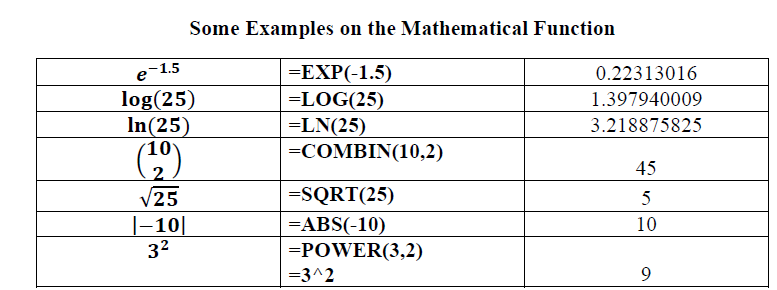 Some Examples on the Mathematical Function
e^−1.5 =EXP(-1.5) 0.22313016
log(25) =LOG(25) 1.397940009
ln(25) =LN(25) 3.218875825
(10 2) =COMBIN(10,2) 45
√25 =SQRT(25) 5
|−10| =ABS(-10) 10
3² =POWER(3,2)
=3^2 9